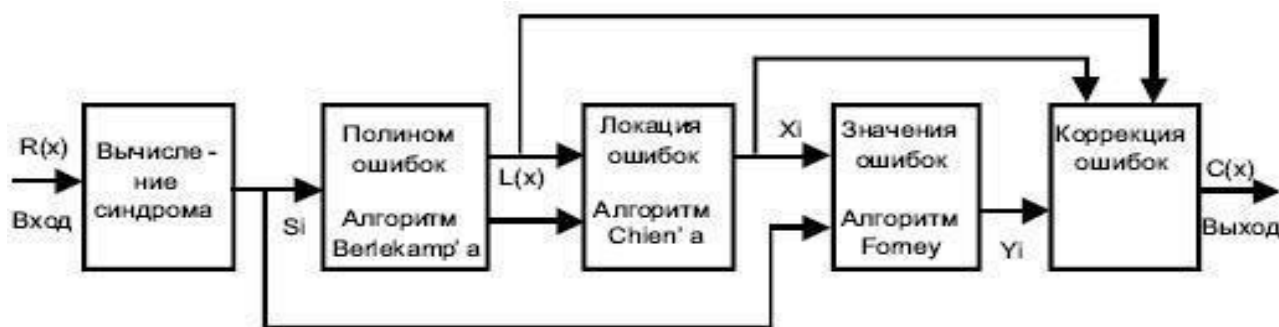 R(x)
Вход
Вычисле -
ние
синдрома
Si
Полином
ошибок
Алгоритм
Berlekamp' a
L(x)
Локация
ошибок
Алгоритм
Chien' a
Xi
Значения
ошибок
Алгоритм
Forney
Yi
Коррекция
ошибок
C(x)
Выход